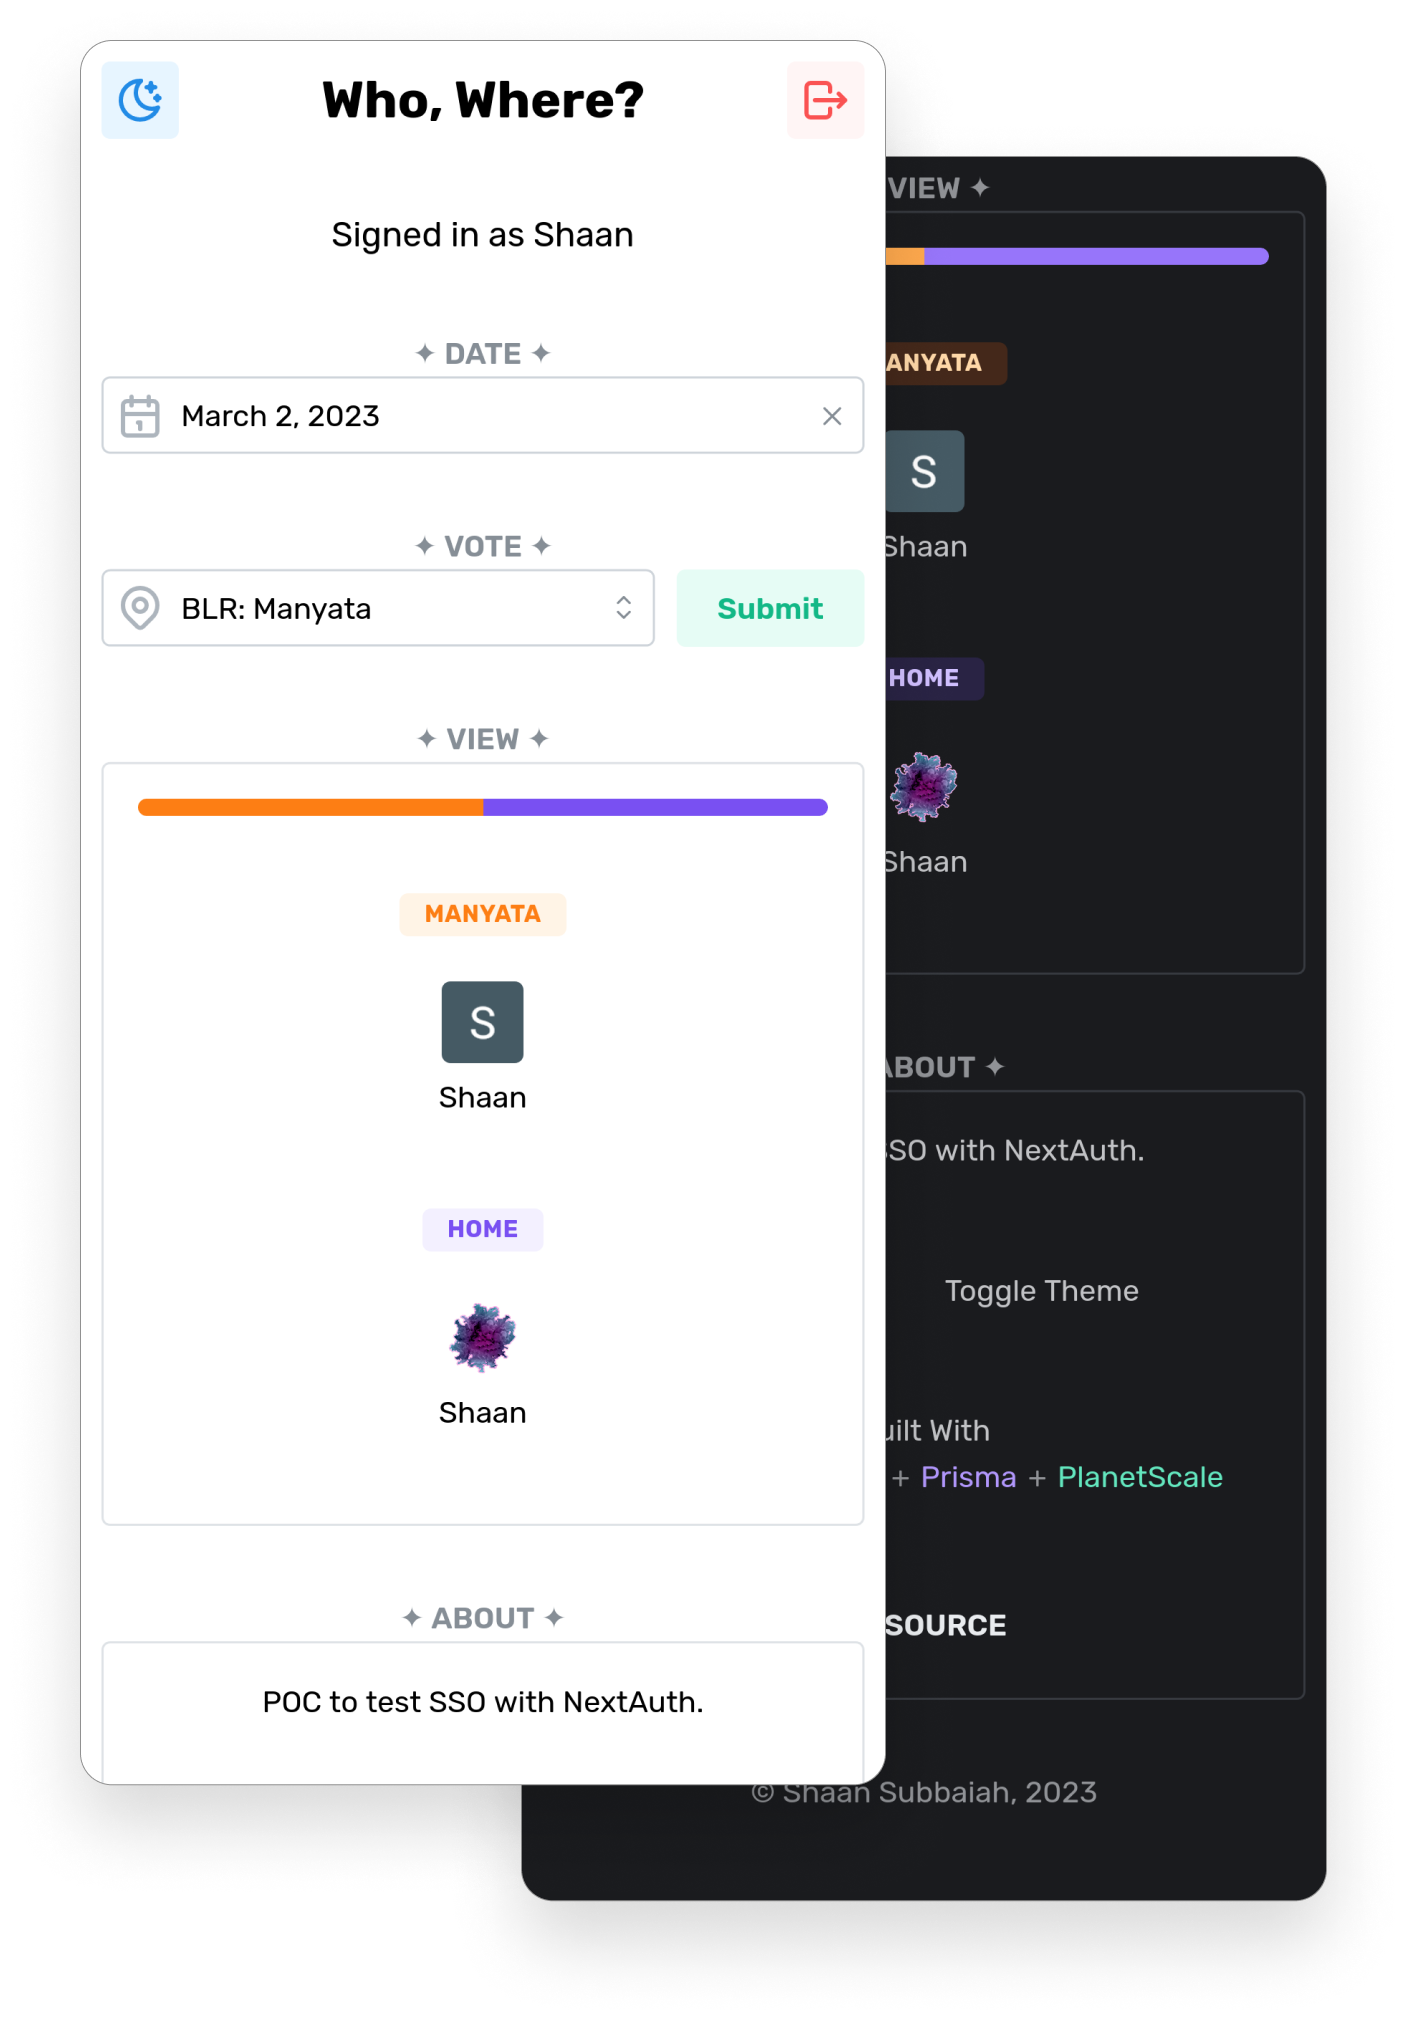 Who, Where?
Signed in as Shaan
✦ DATE ✦
March 2, 2023
✦ VOTE ✦
BLR: Manyata
Submit
✦ VIEW ✦
MANYATA
S
Shaan
HOME
Shaan
✦ ABOUT ✦
POC to test SSO with NextAuth.
VIEW ✦
ANYATA
S
Shaan
HOME
Shaan
ABOUT ✦
SSO with NextAuth.
Toggle Theme
uilt With
+ Prisma + PlanetScale
SOURCE
© Shaan Subbaiah, 2023